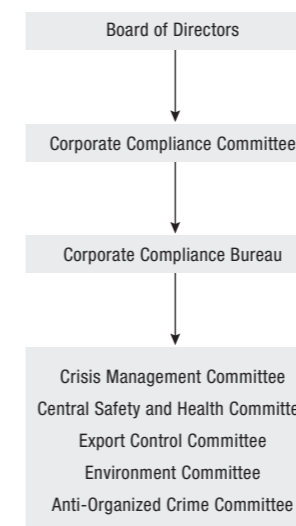 Board of Directors
Corporate Compliance Committee
Corporate Compliance Bureau
Crisis Management Committee
Central Safety and Health Committe
Export Control Committee
Environment Committee
Anti-Organized Crime Committee